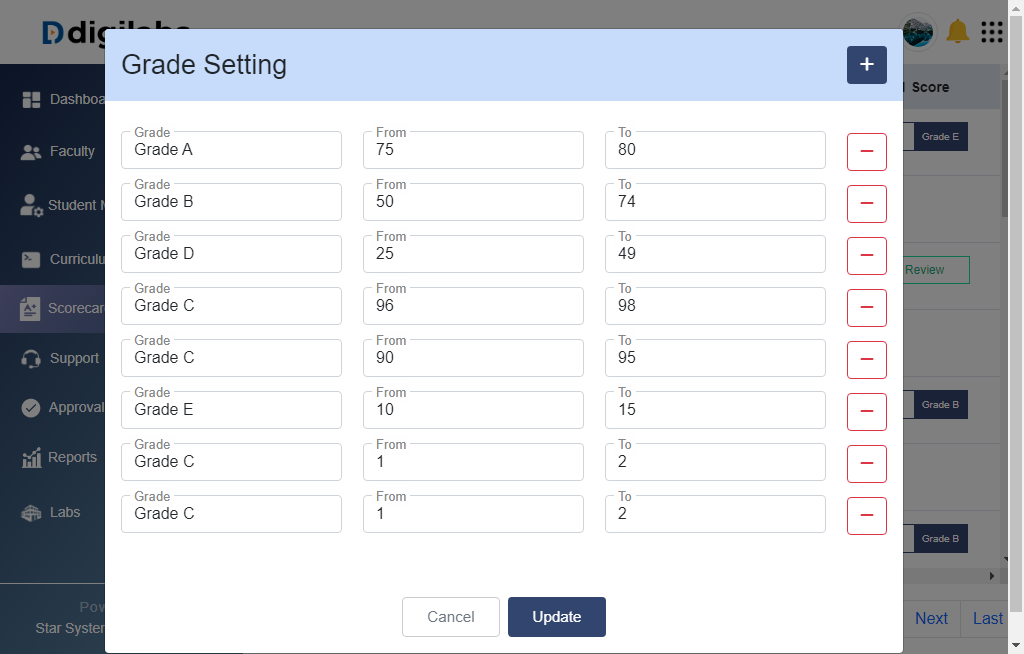 Grade Setting
+
Score
Dashboa
Grade Grade A From 75 To 80
Grade E
Faculty
Grade Grade B From 50 To 74
Student M
Grade Grade D From 25 To 49
Curriculu
Review
Grade Grade C From 96 To 98
Scorecar
Grade Grade C From 90 To 95
Support
Grade Grade E From 10 To 15
Approval
Grade B
Grade Grade C From 1 To 2
Reports
Grade Grade C From 1 To 2
Labs
Grade B
Pow
Star System
Cancel
Update
Next
Last